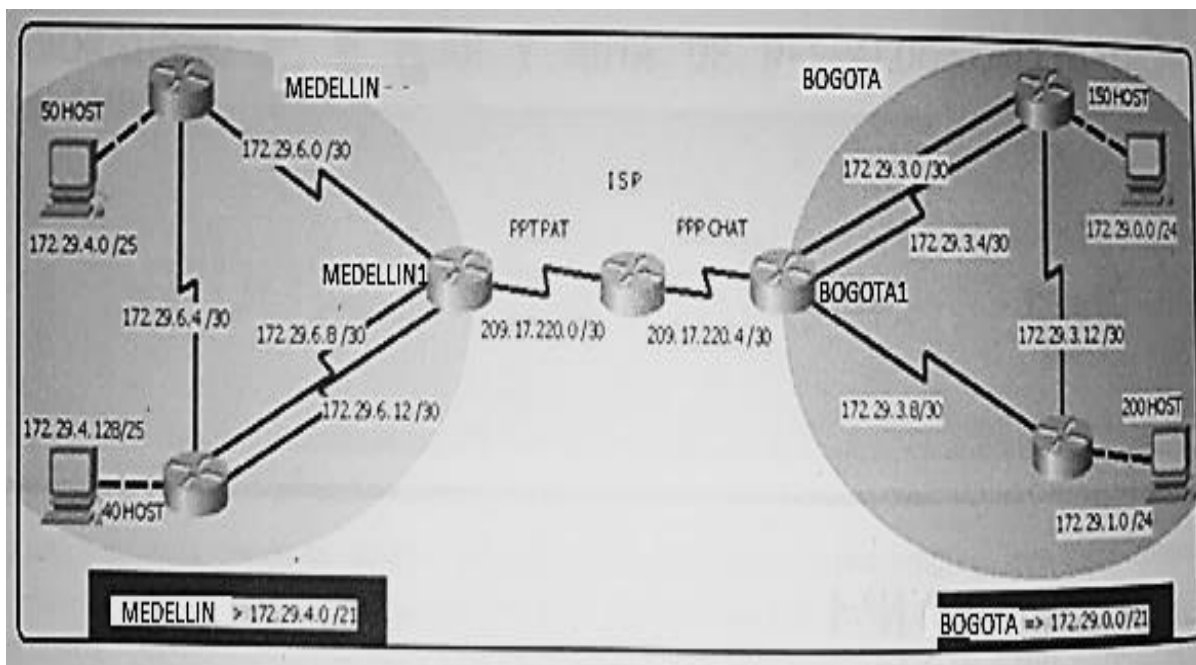 MEDELLIN
BOGOTA
50 HOST
150 HOST
172.29.6.0 /30
172.29.3.0 /30
ISP
172.29.4.0 /25
PPTPAT
PPP CHAT
172.29.3.4/30
172.29.0.0 /24
MEDELLIN1
BOGOTA1
172.29.6.4 /30
172.29.6.8 /30
209.17.220.0 /30
209.17.220.4 /30
172.29.3.12/30
172.29.6.12 /30
172.29.3.8/30
200 HOST
172.29.4.128/25
40 HOST
172.29.1.0 /24
MEDELLIN > 172.29.4.0 /21
BOGOTA => 172.29.0.0 /21